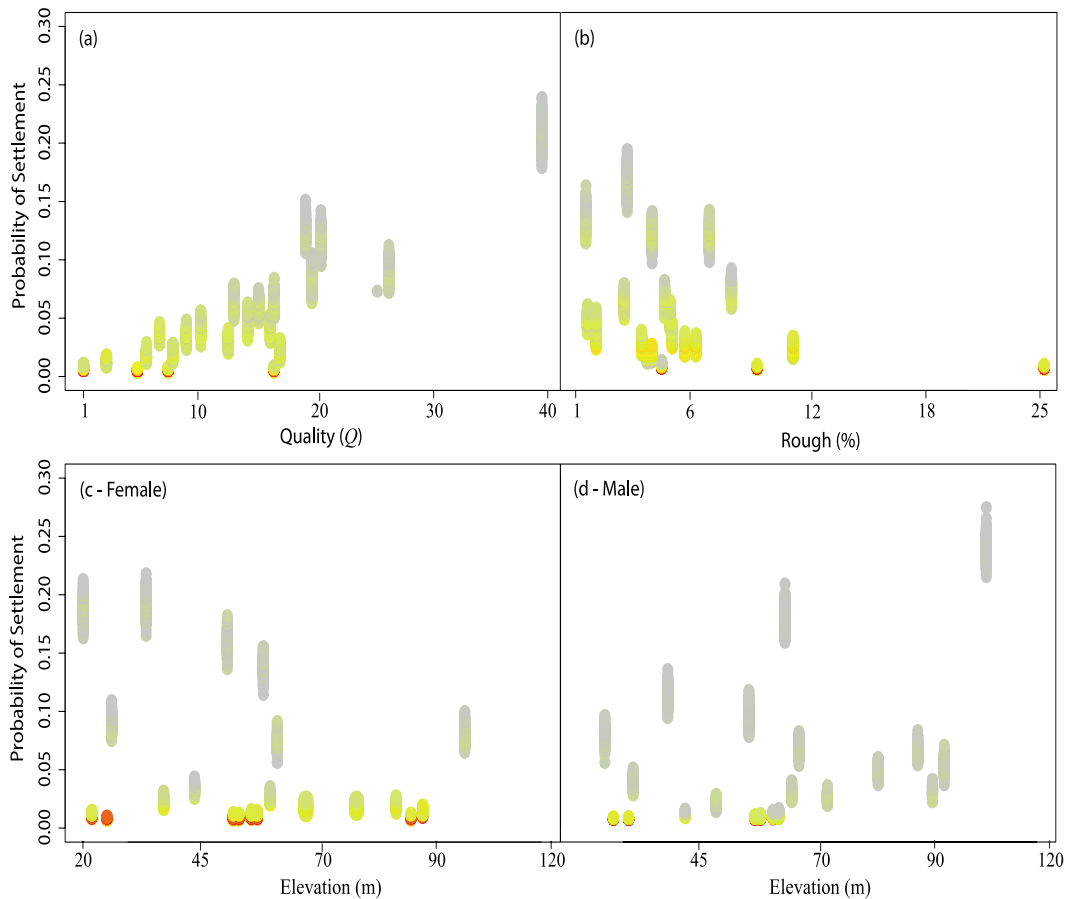 (a)
0.30
0.25
0.20
0.15
0.10
0.05
0.00
Probability of Settlement
1 10 20 30 40
Quality (Q)
(b)
1 6 12 18 25
Rough (%)
(c - Female)
0.30
0.25
0.20
0.15
0.10
0.05
0.00
Probability of Settlement
20 45 70 90 120
Elevation (m)
(d - Male)
45 70 90 120
Elevation (m)